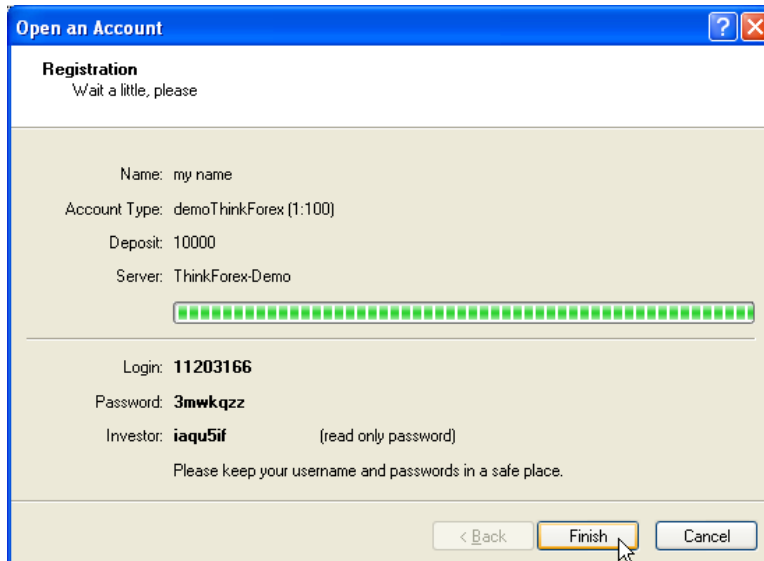 Open an Account
Registration
Wait a little, please
Name: my name
Account Type: demoThinkForex (1:100)
Deposit: 10000
Server: ThinkForex-Demo
Login: 11203166
Password: 3mwkqzz
Investor: iaqu5if (read only password)
Please keep your username and passwords in a safe place.
< Back Finish Cancel